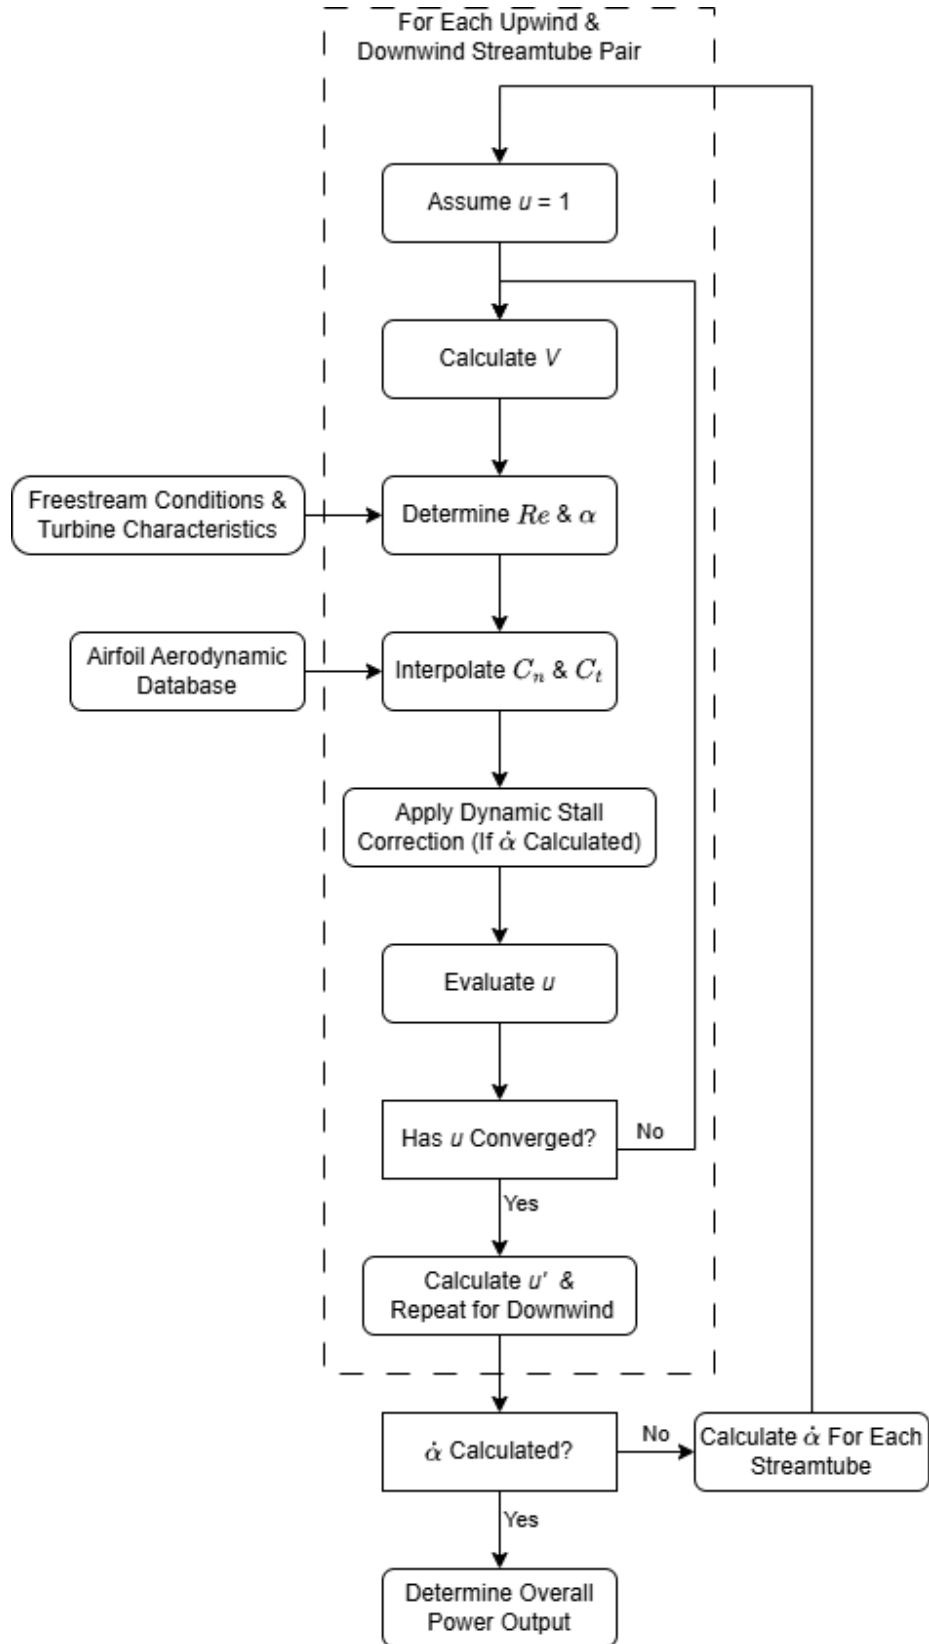 For Each Upwind &
Downwind Streamtube Pair
Assume u = 1
Calculate V
Freestream Conditions &
Turbine Characteristics
Determine Re & α
Airfoil Aerodynamic
Database
Interpolate Cₙ & Cₜ
Apply Dynamic Stall
Correction (If α̇ Calculated)
Evaluate u
Has u Converged?
No
Yes
Calculate u' &
Repeat for Downwind
α̇ Calculated?
No
Calculate α̇ For Each
Streamtube
Yes
Determine Overall
Power Output